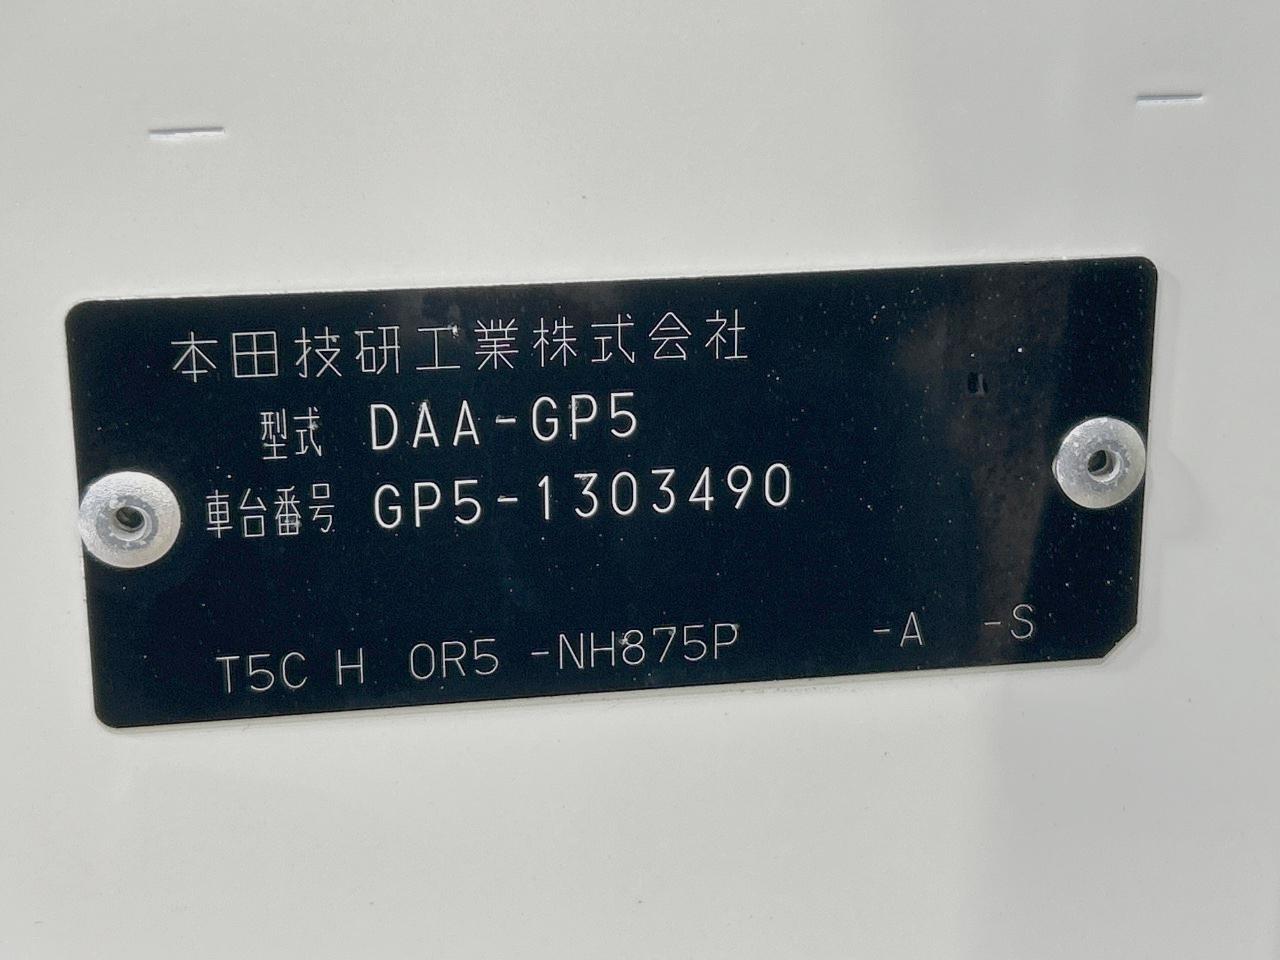 本田技研工業株式会社
型式 DAA-GP5
車台番号 GP5-1303490
T5C H 0R5 -NH875P -A -S